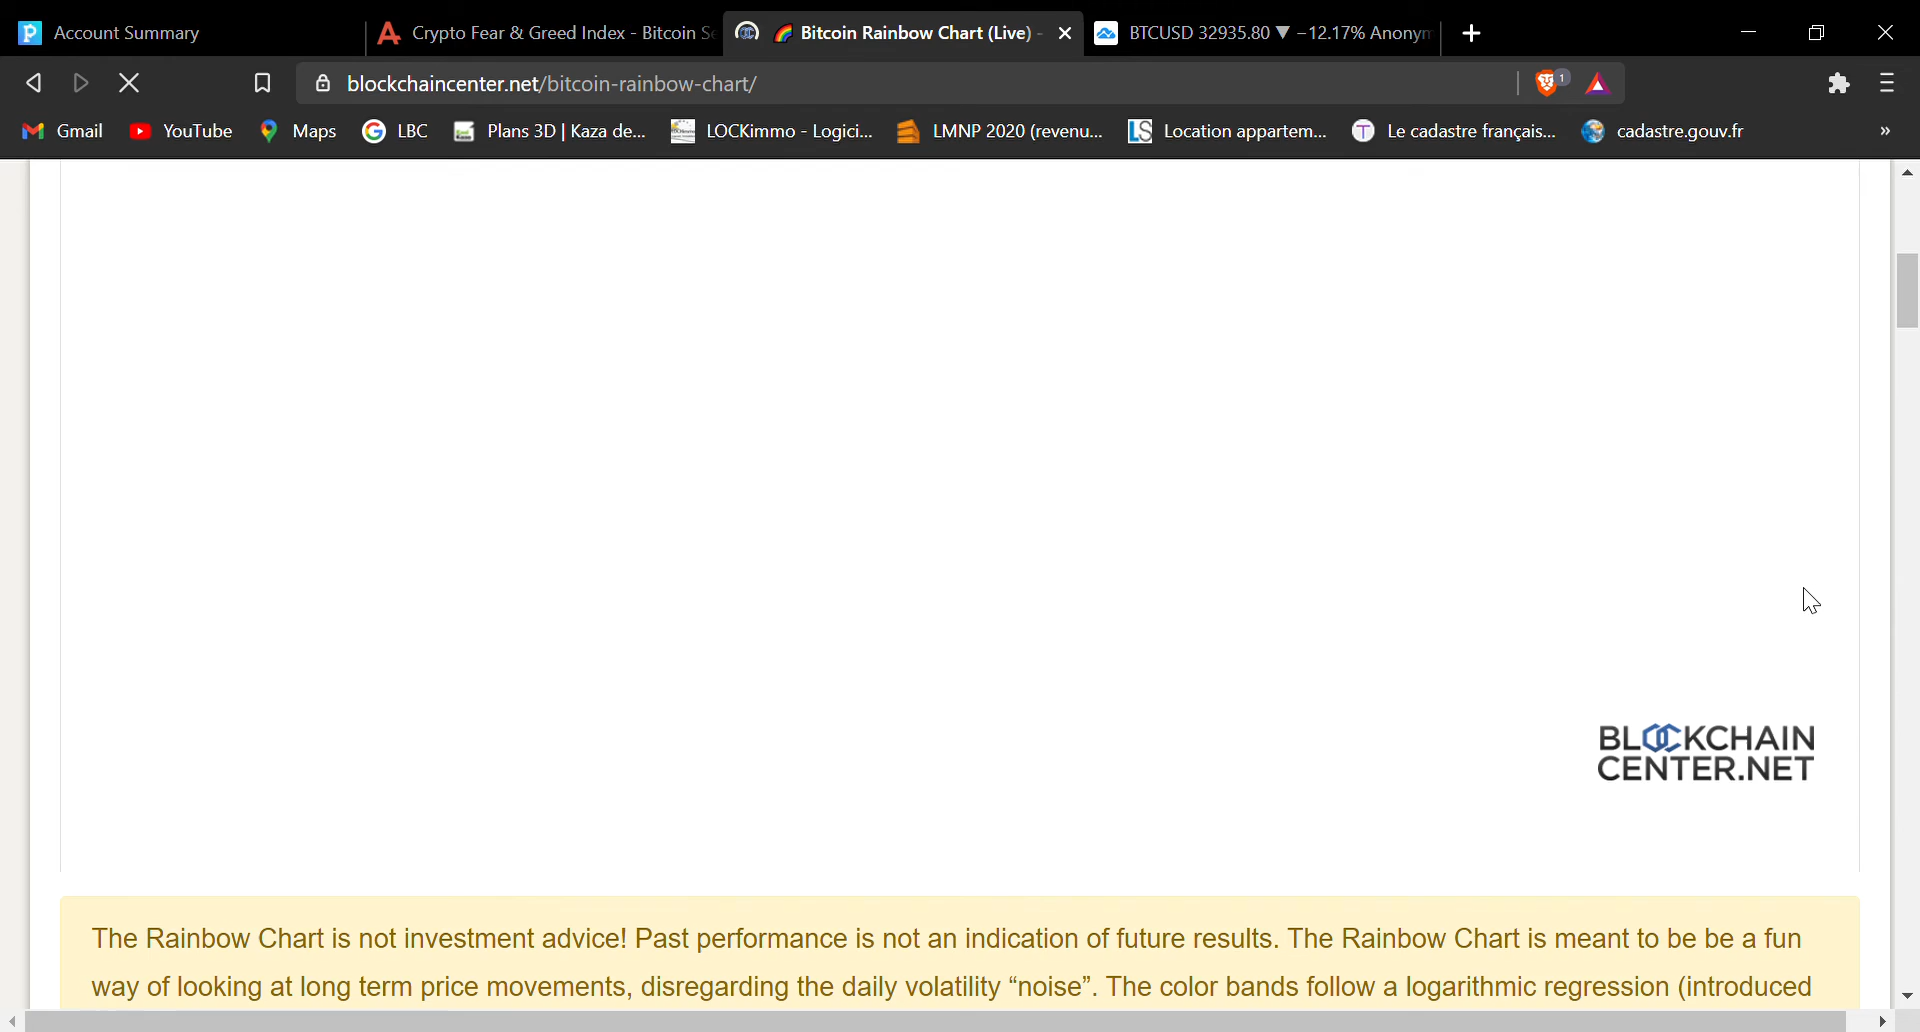 Account Summary
Crypto Fear & Greed Index - Bitcoin Se
Bitcoin Rainbow Chart (Live) -
BTCUSD 32935.80 ▼ −12.17% Anonym
blockchaincenter.net/bitcoin-rainbow-chart/
1
Gmail
YouTube
Maps
LBC
Plans 3D | Kaza de...
LOCKimmo - Logici...
LMNP 2020 (revenu...
LS
Location appartem...
Le cadastre français...
cadastre.gouv.fr
»
BLOCKCHAIN
CENTER.NET
The Rainbow Chart is not investment advice! Past performance is not an indication of future results. The Rainbow Chart is meant to be be a fun
way of looking at long term price movements, disregarding the daily volatility “noise”. The color bands follow a logarithmic regression (introduced